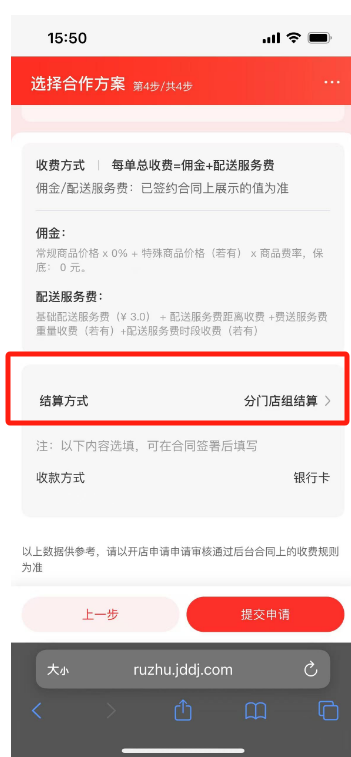 15:50
选择合作方案 第4步/共4步
收费方式 | 每单总收费=佣金+配送服务费
佣金/配送服务费：已签约合同上展示的值为准
佣金：
常规商品价格 x 0% + 特殊商品价格（若有）x 商品费率，保
底：0 元。
配送服务费：
基础配送服务费（¥ 3.0） + 配送服务费距离收费 +费送服务费
重量收费（若有）+配送服务费时段收费（若有）
结算方式 分门店组结算
注：以下内容选填，可在合同签署后填写
收款方式 银行卡
以上数据供参考，请以开店申请申请审核通过后台合同上的收费规则
为准
上一步 提交申请
大小 ruzhu.jddj.com